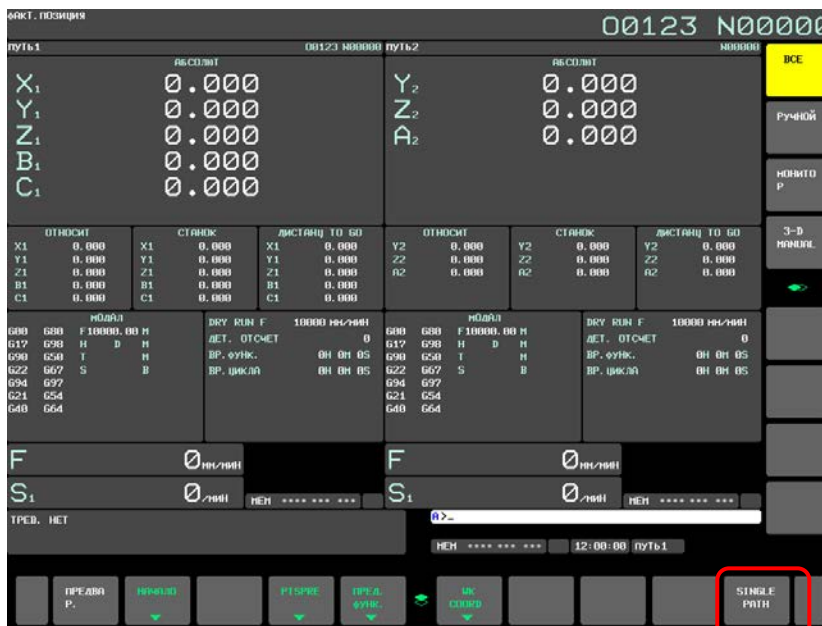 ФАКТ.ПОЗИЦИЯ
O0123 N00000
ПУТЬ1 O0123 N00000
АБСОЛЮТ
X1 0.000
Y1 0.000
Z1 0.000
B1 0.000
C1 0.000
ОТНОСИТ СТАНОК ДИСТАНЦ TO GO
X1 0.000 X1 0.000 X1 0.000
Y1 0.000 Y1 0.000 Y1 0.000
Z1 0.000 Z1 0.000 Z1 0.000
B1 0.000 B1 0.000 B1 0.000
C1 0.000 C1 0.000 C1 0.000
МОДАЛ
G00 G80 F10000.00 M
G17 G98 H D M
G90 G50 T M
G22 G67 S B
G94 G97
G21 G54
G40 G64
DRY RUN F 10000 ММ/МИН
ДЕТ. ОТСЧЕТ 0
ВР.ФУНК. 0H 0M 0S
ВР.ЦИКЛА 0H 0M 0S
F 0 ММ/МИН
S1 0 /МИН
MEM **** *** ***
ПУТЬ2 N00000
АБСОЛЮТ
Y2 0.000
Z2 0.000
A2 0.000
ОТНОСИТ СТАНОК ДИСТАНЦ TO GO
Y2 0.000 Y2 0.000 Y2 0.000
Z2 0.000 Z2 0.000 Z2 0.000
A2 0.000 A2 0.000 A2 0.000
МОДАЛ
G00 G80 F10000.00 M
G17 G98 H D M
G90 G50 T M
G22 G67 S B
G94 G97
G21 G54
G40 G64
DRY RUN F 10000 ММ/МИН
ДЕТ. ОТСЧЕТ 0
ВР.ФУНК. 0H 0M 0S
ВР.ЦИКЛА 0H 0M 0S
F 0 ММ/МИН
S1 0 /МИН
MEM **** *** ***
ВСЕ
РУЧНОЙ
МОНИТО
Р
3-D
MANUAL
ТРЕВ. НЕТ
A>_
MEM **** *** *** 12:00:00 ПУТЬ1
ПРЕДВА
Р.
НАЧАЛО
PTSPRE
ПРЕД.
ФУНК.
WK
COORD
SINGLE
PATH